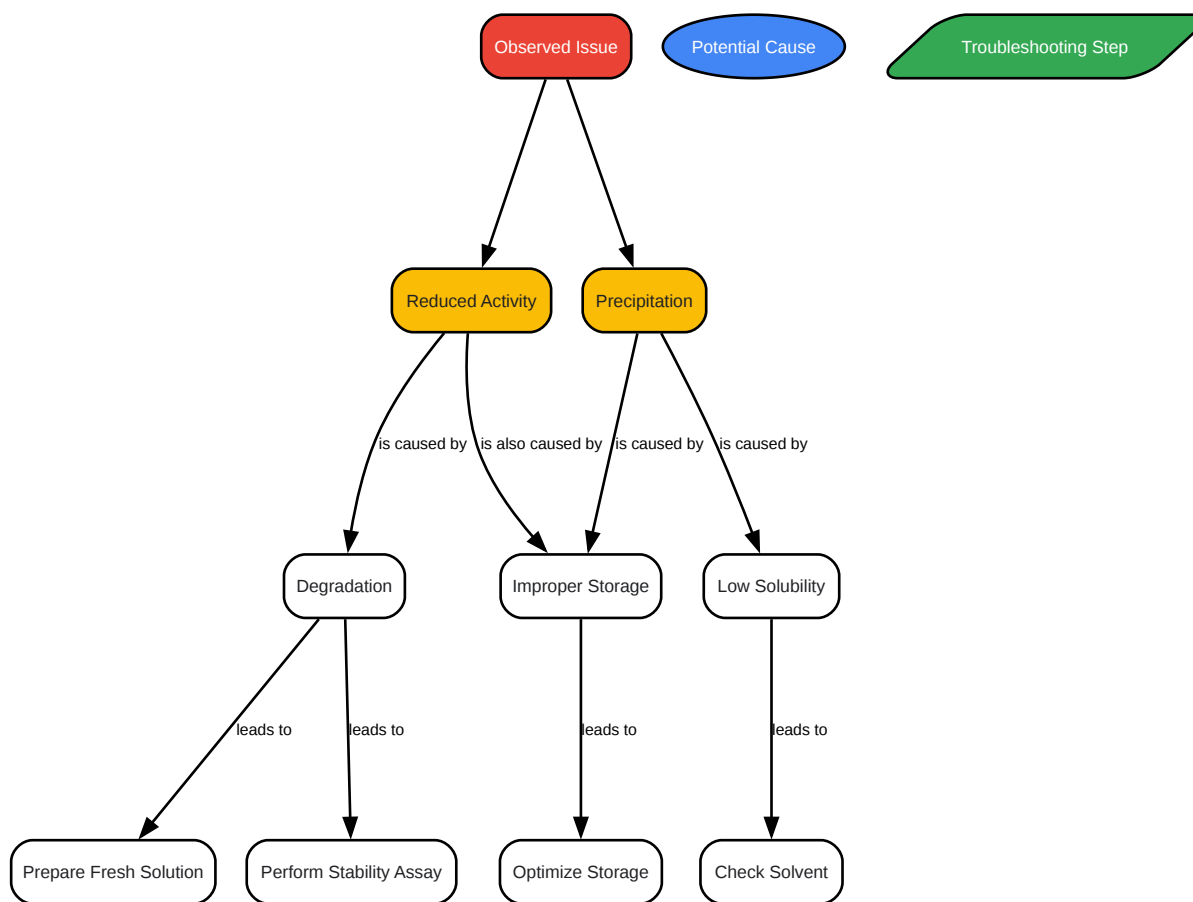 Observed Issue
Potential Cause
Troubleshooting Step
Reduced Activity
Precipitation
is caused by
is also caused by
is caused by
is caused by
Degradation
Improper Storage
Low Solubility
leads to
leads to
leads to
leads to
Prepare Fresh Solution
Perform Stability Assay
Optimize Storage
Check Solvent